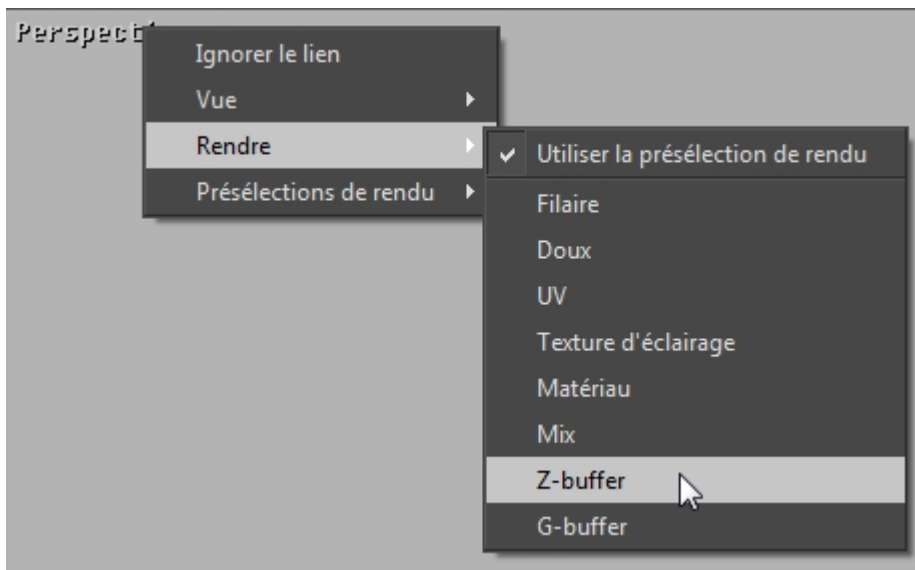 Ignorer le lien
Vue
Rendre
Présélections de rendu
Utiliser la présélection de rendu
Filaire
Doux
UV
Texture d'éclairage
Matériau
Mix
Z-buffer
G-buffer